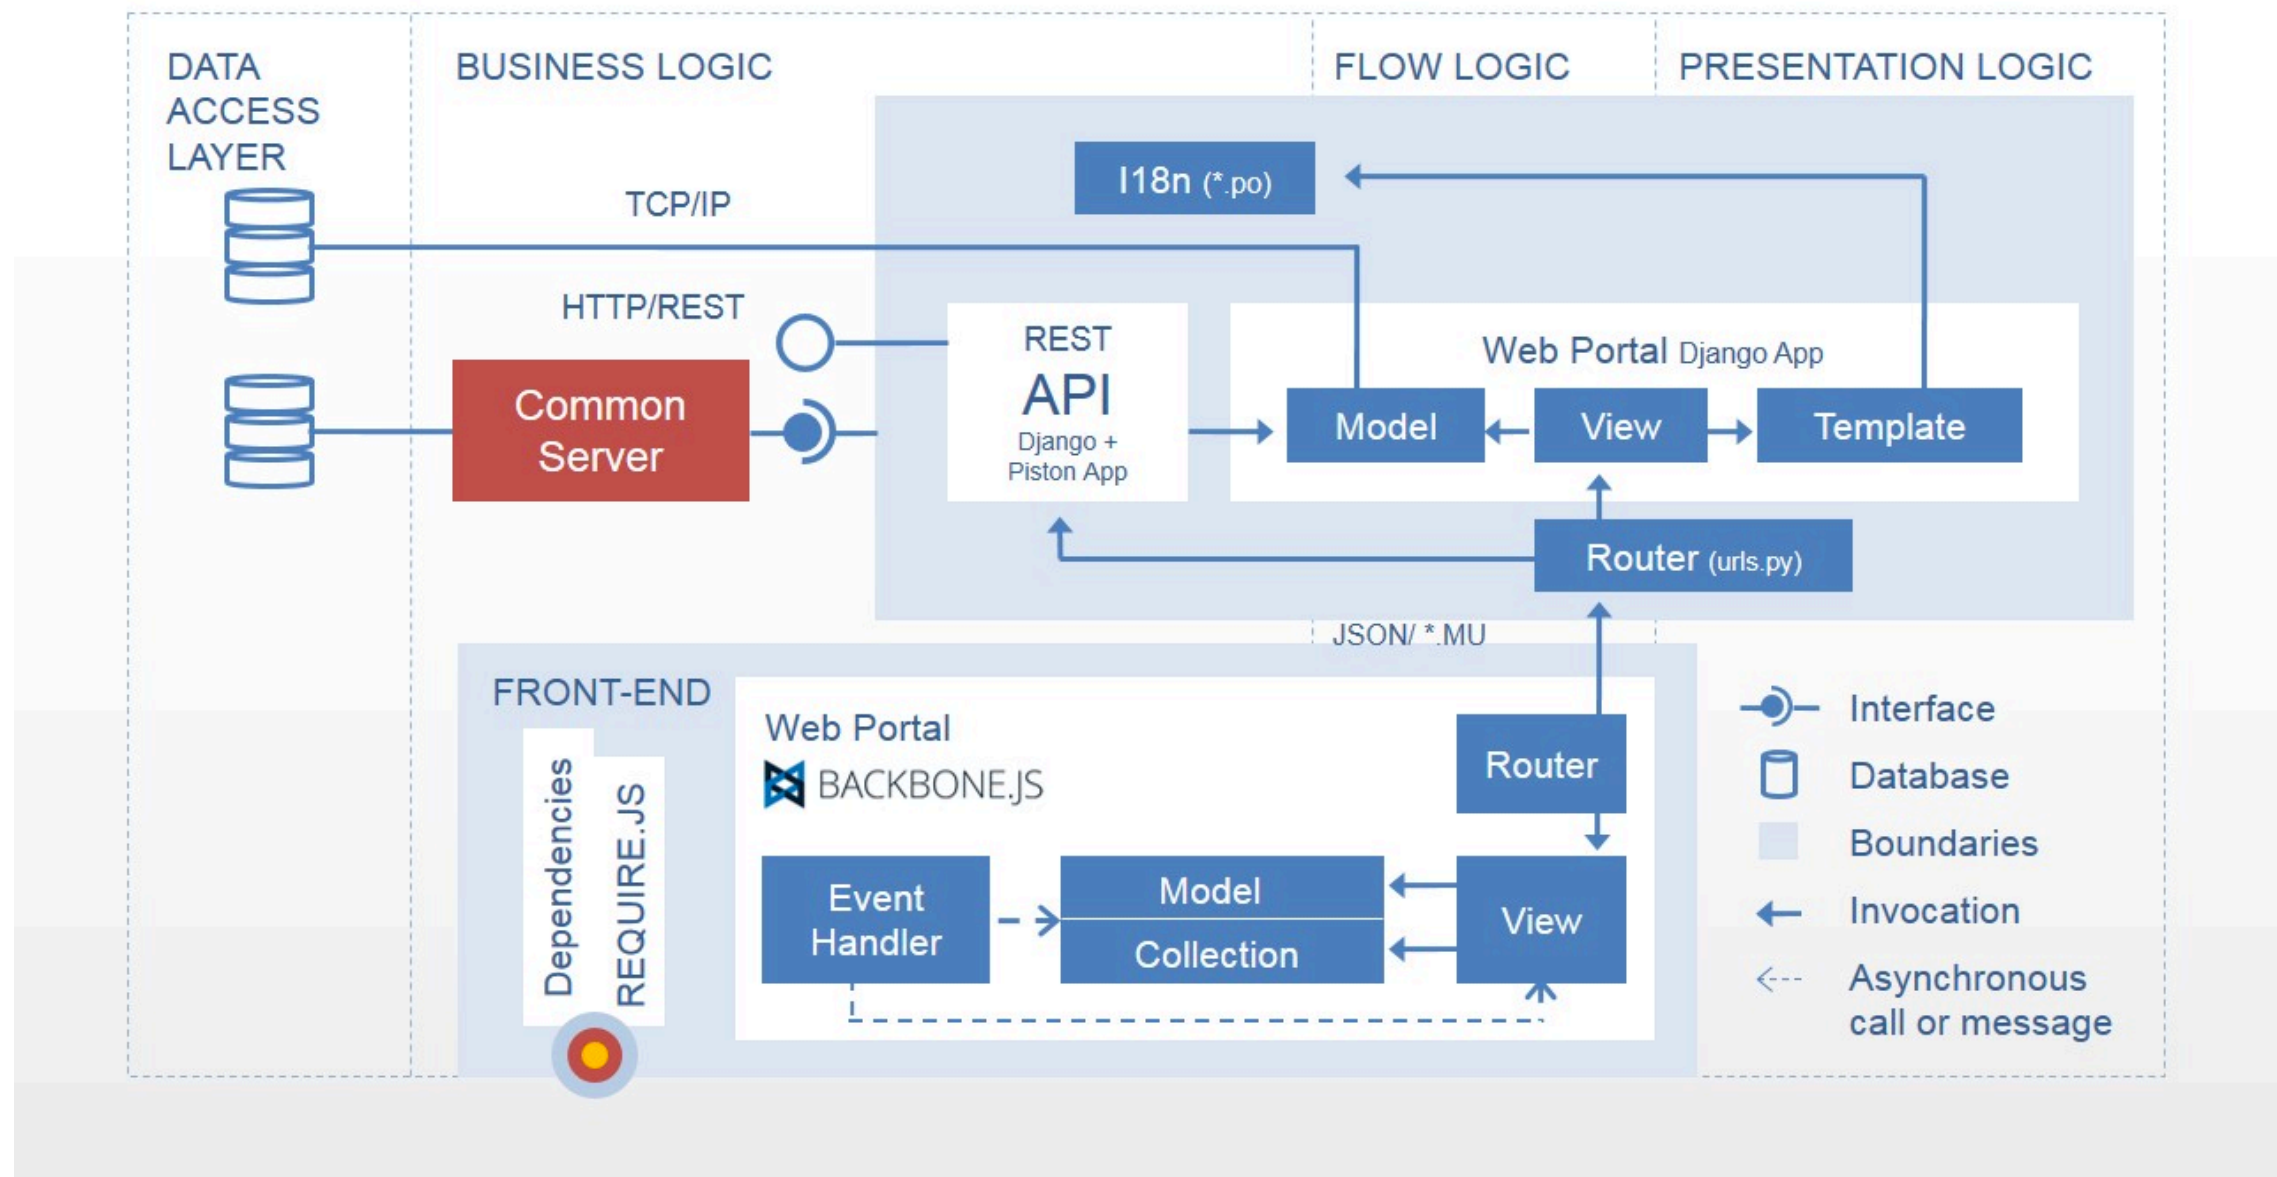 DATA
ACCESS
LAYER
BUSINESS LOGIC
FLOW LOGIC
PRESENTATION LOGIC
I18n (*.po)
TCP/IP
HTTP/REST
Common
Server
REST
API
Django +
Piston App
Web Portal Django App
Model
View
Template
Router (urls.py)
JSON/ *.MU
FRONT-END
Dependencies
REQUIRE.JS
Web Portal
BACKBONE.JS
Router
Event
Handler
Model
Collection
View
Interface
Database
Boundaries
Invocation
Asynchronous
call or message